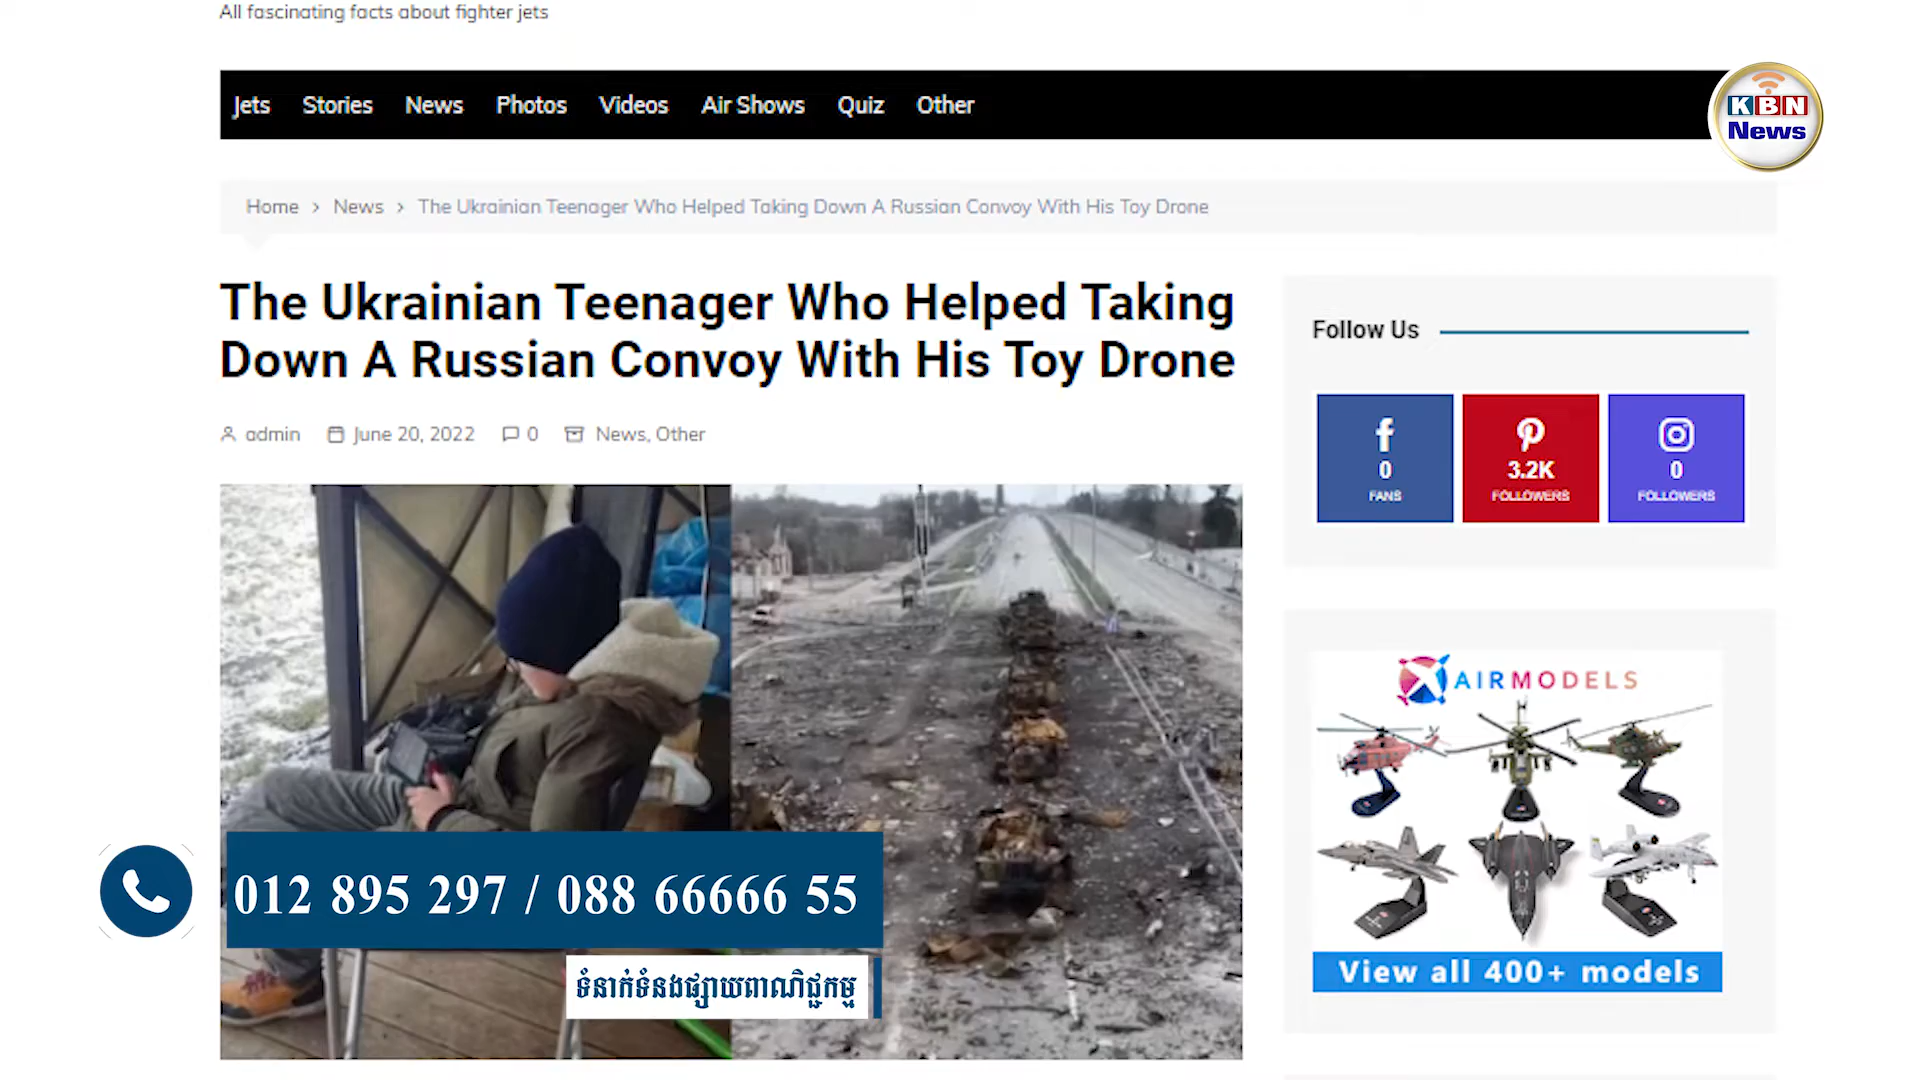 All fascinating facts about fighter jets
Jets Stories News Photos Videos Air Shows Quiz Other
KBN
News
Home > News > The Ukrainian Teenager Who Helped Taking Down A Russian Convoy With His Toy Drone
The Ukrainian Teenager Who Helped Taking
Down A Russian Convoy With His Toy Drone
admin June 20, 2022 0 News, Other
Follow Us
0 3.2K 0
FANS FOLLOWERS FOLLOWERS
AIRMODELS
View all 400+ models
012 895 297 / 088 66666 55
ទំនាក់ទំនងផ្សាយពាណិជ្ជកម្ម